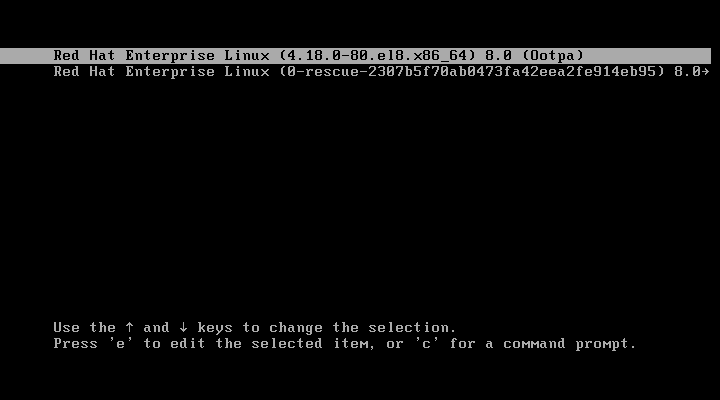 Red Hat Enterprise Linux (4.18.0-80.el8.x86_64) 8.0 (Ootpa)
Red Hat Enterprise Linux (0-rescue-2307b5f70ab0473fa42eea2fe914eb95) 8.0→
Use the ↑ and ↓ keys to change the selection.
Press 'e' to edit the selected item, or 'c' for a command prompt.